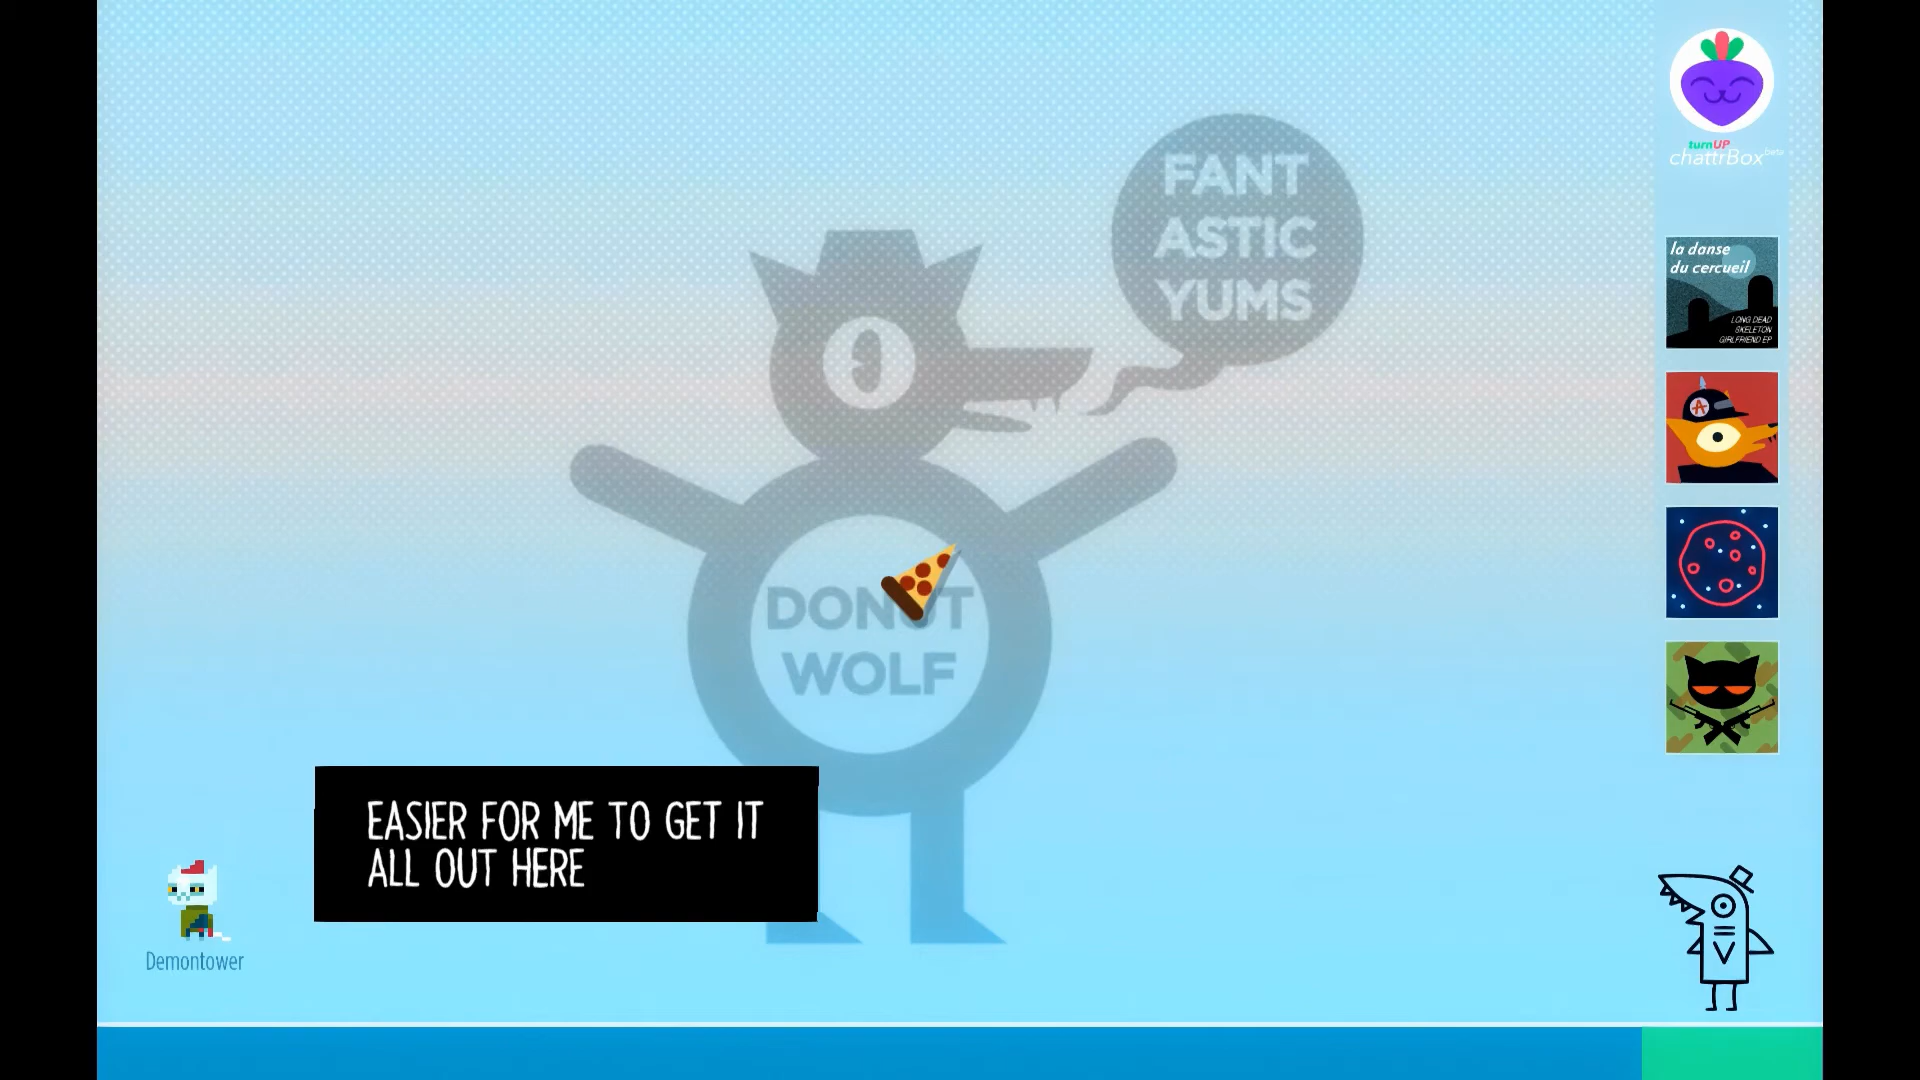 FANT
ASTIC
YUMS
DONUT
WOLF
turnUP
chattrBox beta
la danse
du cercueil
LONG DEAD
SKELETON
GIRLFRIEND EP
A
EASIER FOR ME TO GET IT
ALL OUT HERE
Demontower